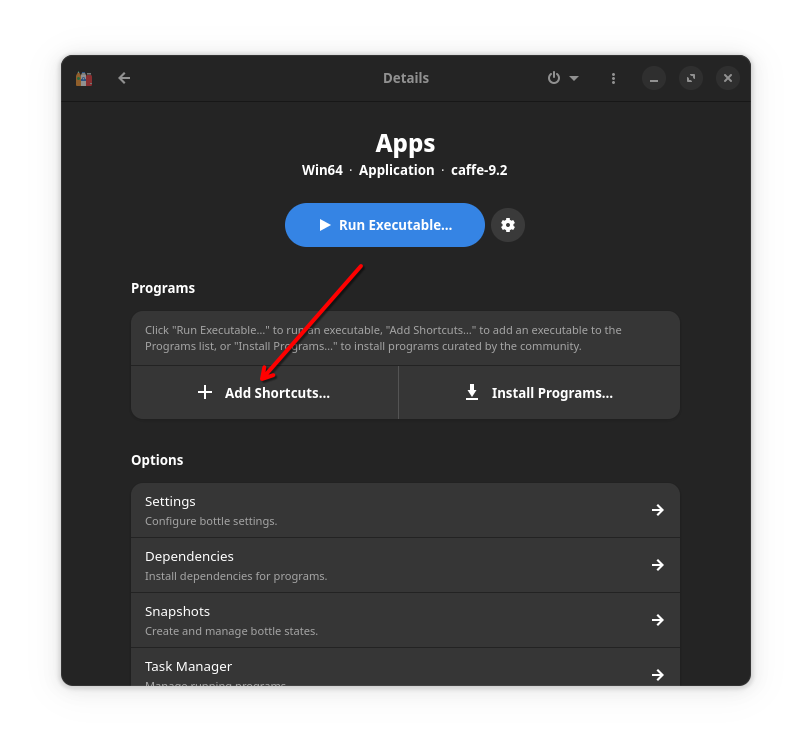 Details
Apps
Win64 · Application · caffe-9.2
Run Executable...
Programs
Click "Run Executable..." to run an executable, "Add Shortcuts..." to add an executable to the
Programs list, or "Install Programs..." to install programs curated by the community.
Add Shortcuts...
Install Programs...
Options
Settings
Configure bottle settings.
Dependencies
Install dependencies for programs.
Snapshots
Create and manage bottle states.
Task Manager
Manage running programs.